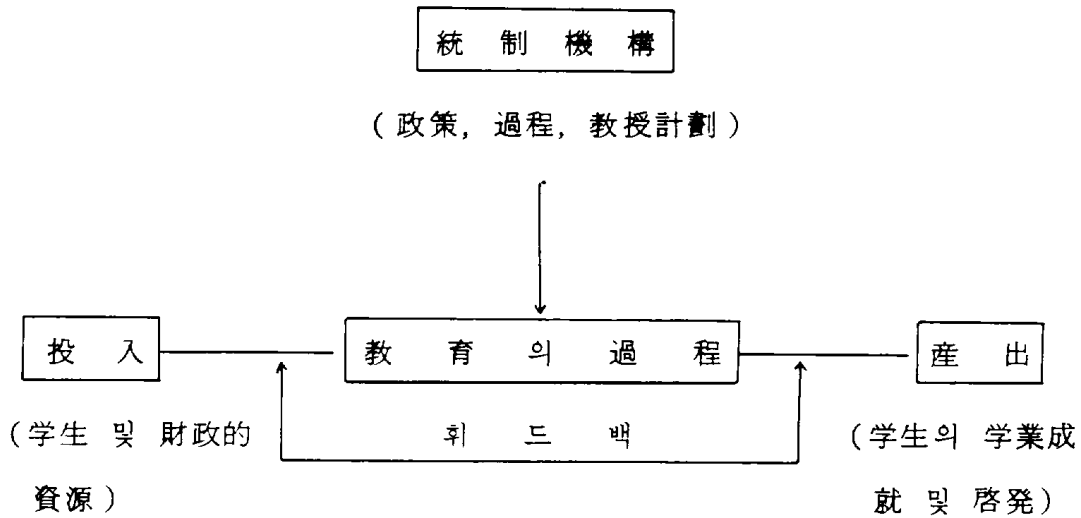 統制機構
(政策, 過程, 教授計劃)
投入
教育의 過程
産出
(学生 및 財政的
資源)
휘드백
(学生의 学業成
就 및 啓発)